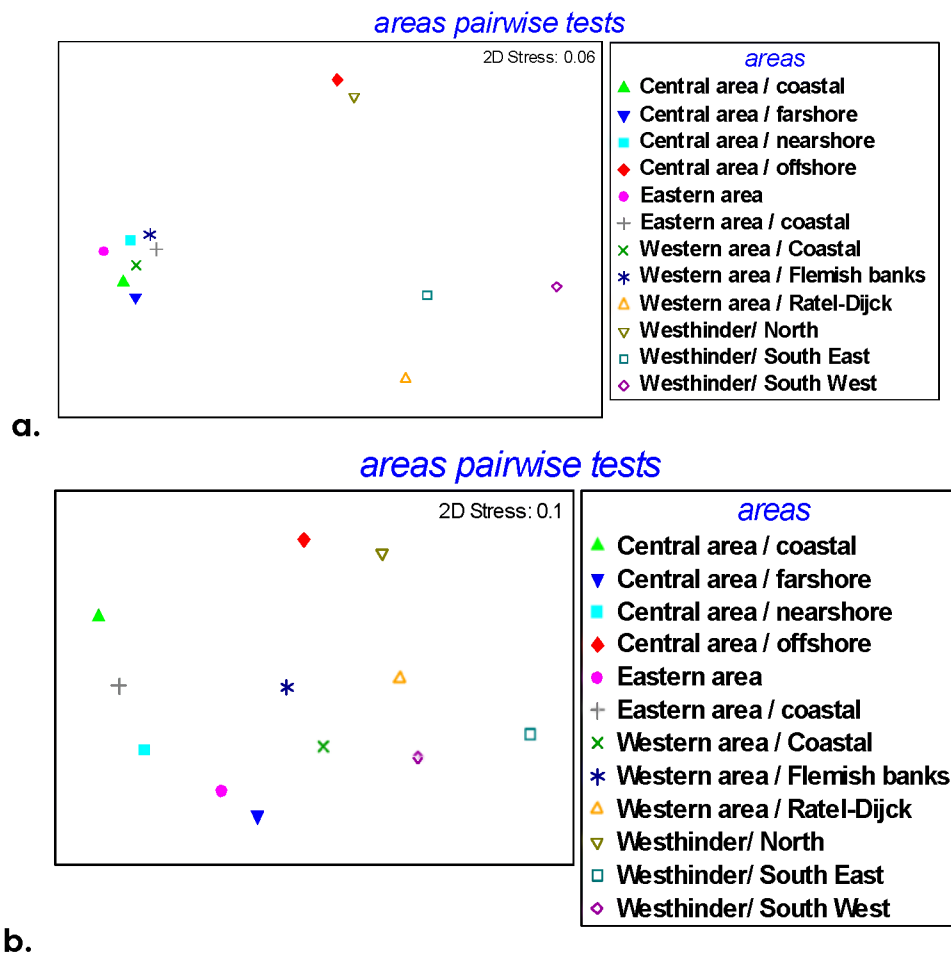 areas pairwise tests
2D Stress: 0.06
areas
Central area / coastal
Central area / farshore
Central area / nearshore
Central area / offshore
Eastern area
Eastern area / coastal
Western area / Coastal
Western area / Flemish banks
Western area / Ratel-Dijck
Westhinder/ North
Westhinder/ South East
Westhinder/ South West
a.
areas pairwise tests
2D Stress: 0.1
areas
Central area / coastal
Central area / farshore
Central area / nearshore
Central area / offshore
Eastern area
Eastern area / coastal
Western area / Coastal
Western area / Flemish banks
Western area / Ratel-Dijck
Westhinder/ North
Westhinder/ South East
Westhinder/ South West
b.